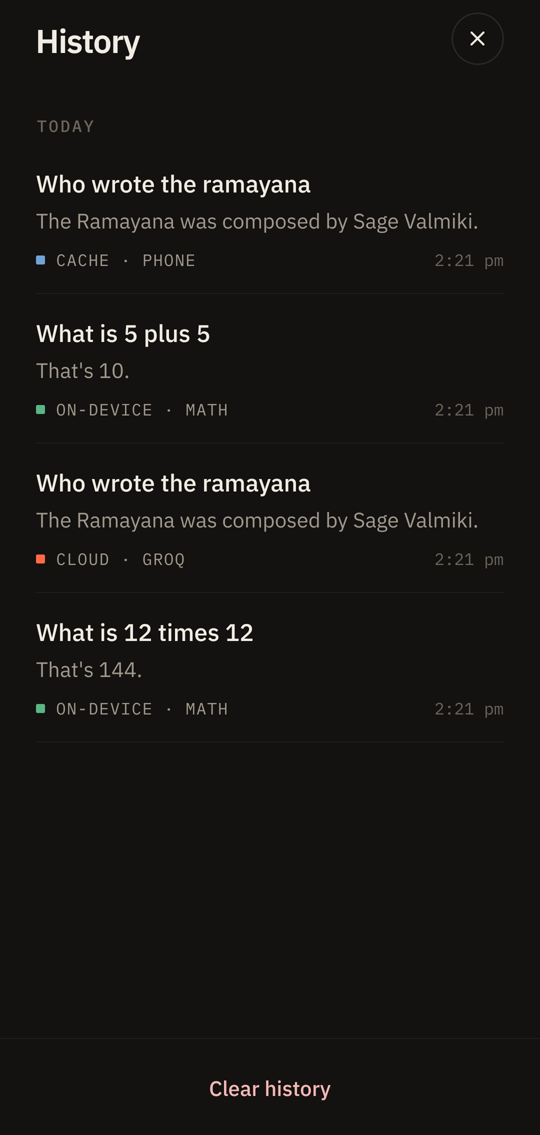 History
TODAY
Who wrote the ramayana
The Ramayana was composed by Sage Valmiki.
CACHE · PHONE 2:21 pm
What is 5 plus 5
That's 10.
ON-DEVICE · MATH 2:21 pm
Who wrote the ramayana
The Ramayana was composed by Sage Valmiki.
CLOUD · GROQ 2:21 pm
What is 12 times 12
That's 144.
ON-DEVICE · MATH 2:21 pm
Clear history